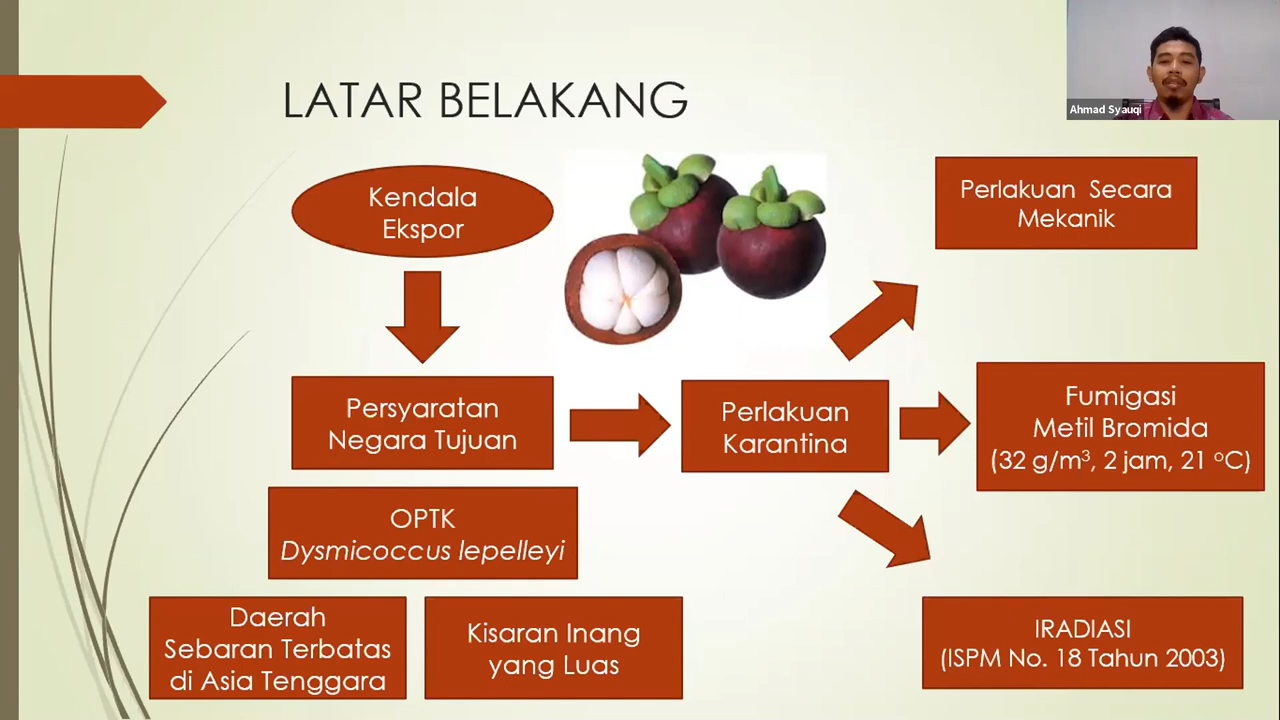 LATAR BELAKANG
Ahmad Syauqi
Kendala
Ekspor
Perlakuan Secara
Mekanik
Persyaratan
Negara Tujuan
Perlakuan
Karantina
Fumigasi
Metil Bromida
(32 g/m³, 2 jam, 21 °C)
OPTK
Dysmicoccus lepelleyi
Daerah
Sebaran Terbatas
di Asia Tenggara
Kisaran Inang
yang Luas
IRADIASI
(ISPM No. 18 Tahun 2003)